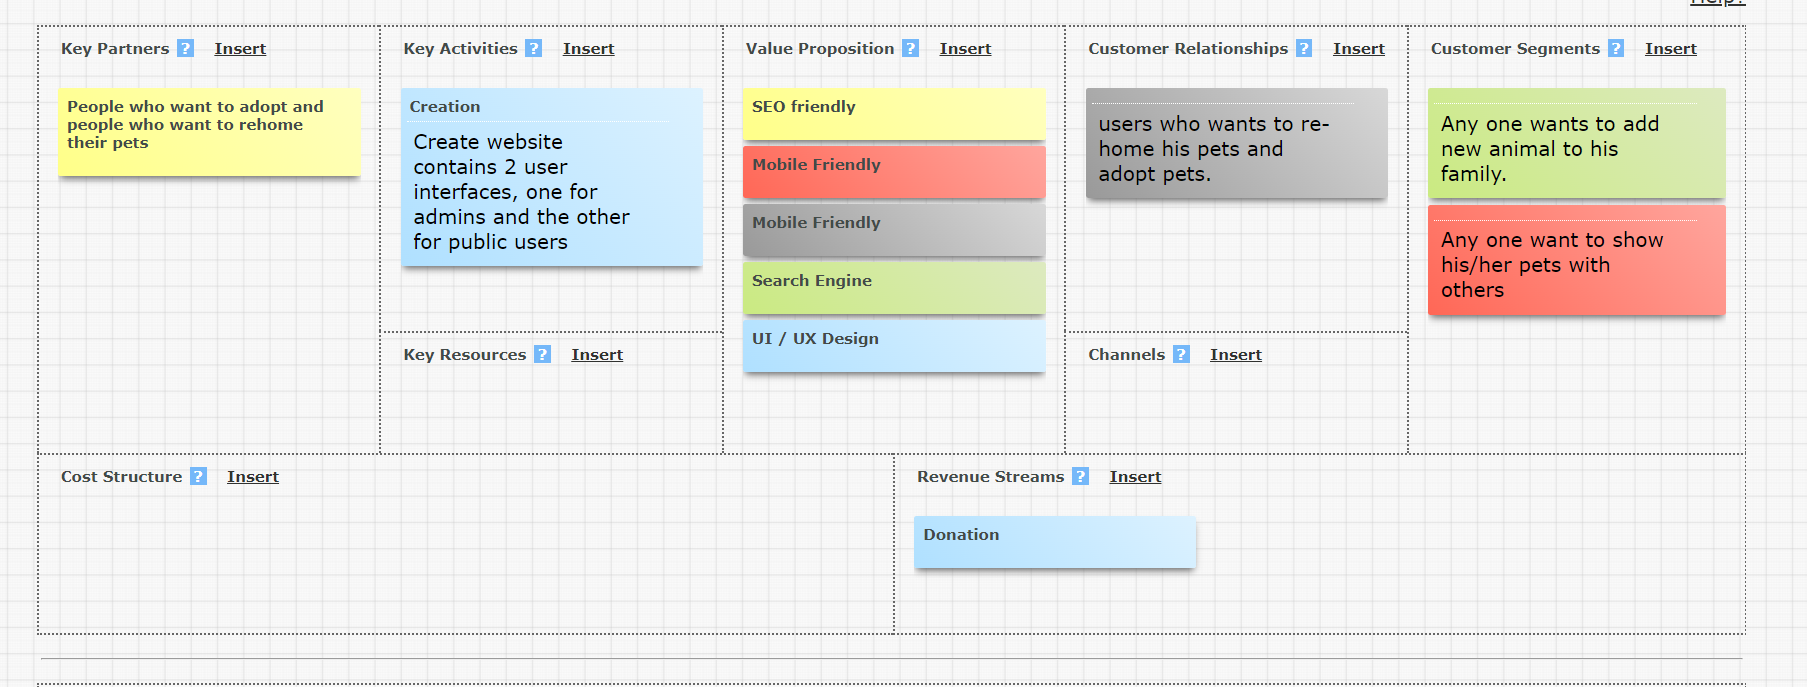 Help?
Key Partners ? Insert
People who want to adopt and
people who want to rehome
their pets
Key Activities ? Insert
Creation
Create website
contains 2 user
interfaces, one for
admins and the other
for public users
Key Resources ? Insert
Value Proposition ? Insert
SEO friendly
Mobile Friendly
Mobile Friendly
Search Engine
UI / UX Design
Customer Relationships ? Insert
users who wants to re-
home his pets and
adopt pets.
Channels ? Insert
Customer Segments ? Insert
Any one wants to add
new animal to his
family.
Any one want to show
his/her pets with
others
Cost Structure ? Insert
Revenue Streams ? Insert
Donation